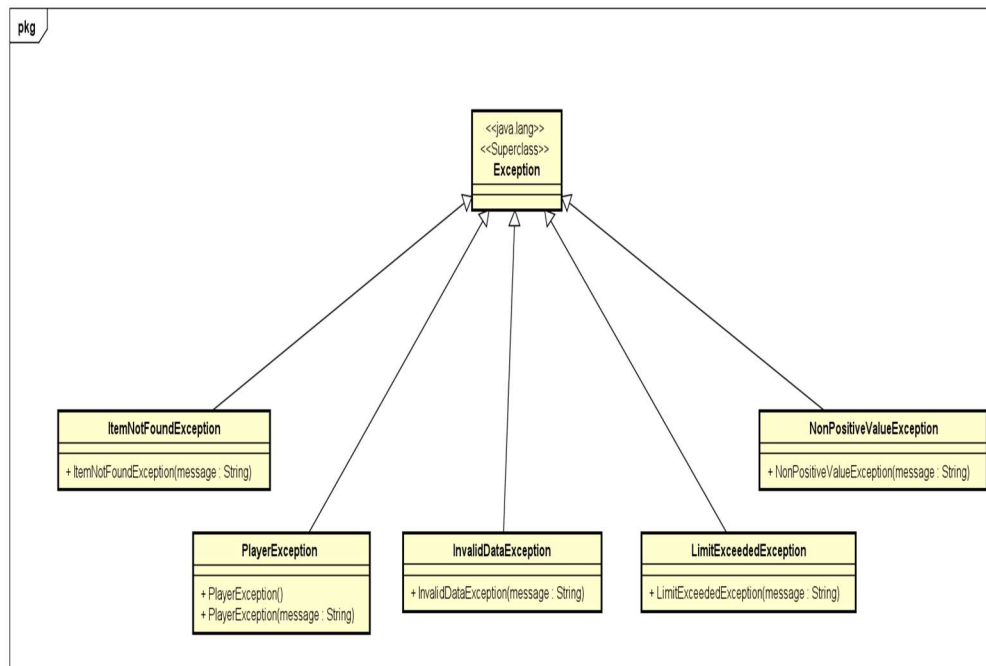 pkg
<<java.lang>>
<<Superclass>>
Exception
ItemNotFoundException
+ ItemNotFoundException(message : String)
NonPositiveValueException
+ NonPositiveValueException(message : String)
PlayerException
+ PlayerException()
+ PlayerException(message : String)
InvalidDataException
+ InvalidDataException(message : String)
LimitExceededException
+ LimitExceededException(message : String)